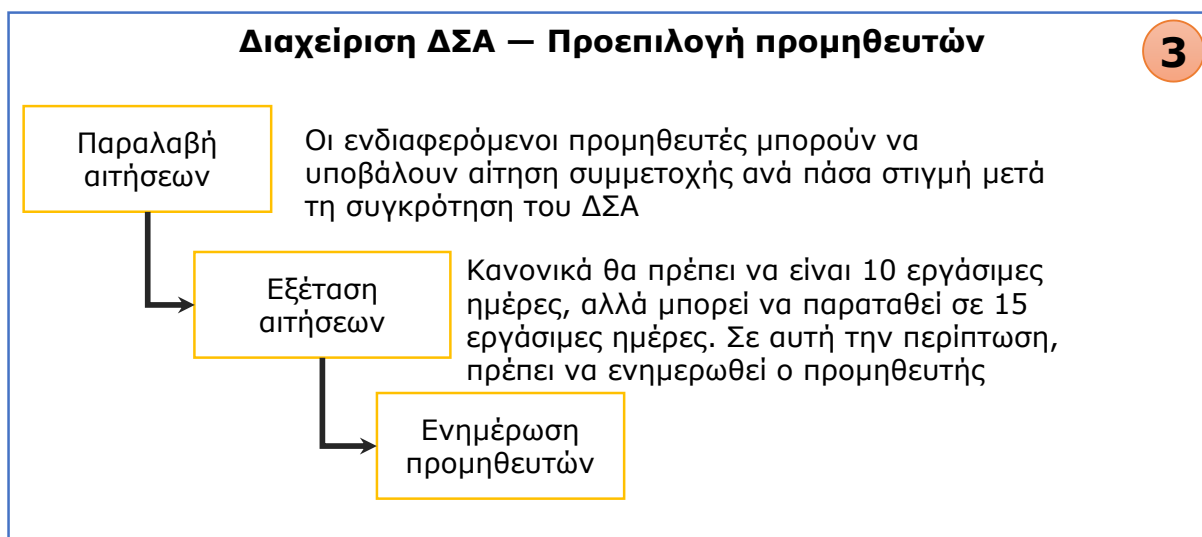 Διαχείριση ΔΣΑ — Προεπιλογή προμηθευτών
3
Παραλαβή
αιτήσεων
Οι ενδιαφερόμενοι προμηθευτές μπορούν να
υποβάλουν αίτηση συμμετοχής ανά πάσα στιγμή μετά
τη συγκρότηση του ΔΣΑ
Εξέταση
αιτήσεων
Κανονικά θα πρέπει να είναι 10 εργάσιμες
ημέρες, αλλά μπορεί να παραταθεί σε 15
εργάσιμες ημέρες. Σε αυτή την περίπτωση,
πρέπει να ενημερωθεί ο προμηθευτής
Ενημέρωση
προμηθευτών